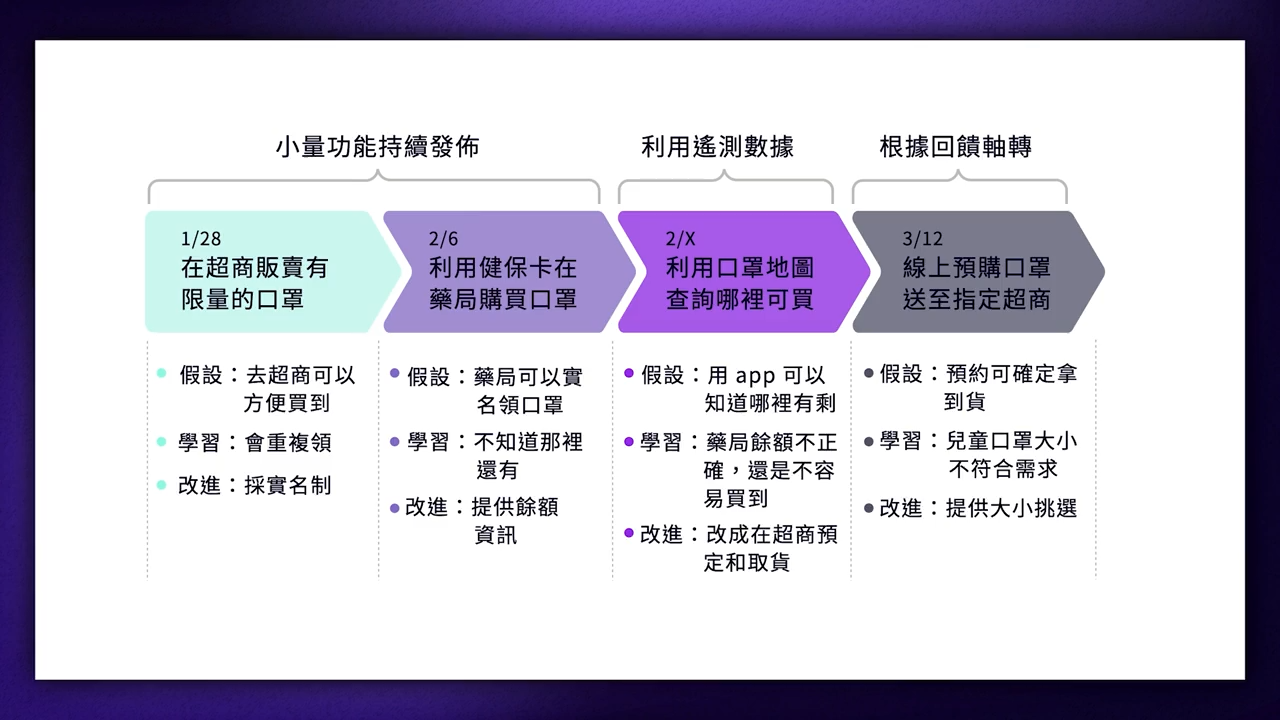 小量功能持續發佈
利用遙測數據
根據回饋軸轉
1/28
在超商販賣有
限量的口罩
2/6
利用健保卡在
藥局購買口罩
2/X
利用口罩地圖
查詢哪裡可買
3/12
線上預購口罩
送至指定超商
假設：去超商可以
方便買到
學習：會重複領
改進：採實名制
假設：藥局可以實
名領口罩
學習：不知道那裡
還有
改進：提供餘額
資訊
假設：用 app 可以
知道哪裡有剩
學習：藥局餘額不正
確，還是不容
易買到
改進：改成在超商預
定和取貨
假設：預約可確定拿
到貨
學習：兒童口罩大小
不符合需求
改進：提供大小挑選